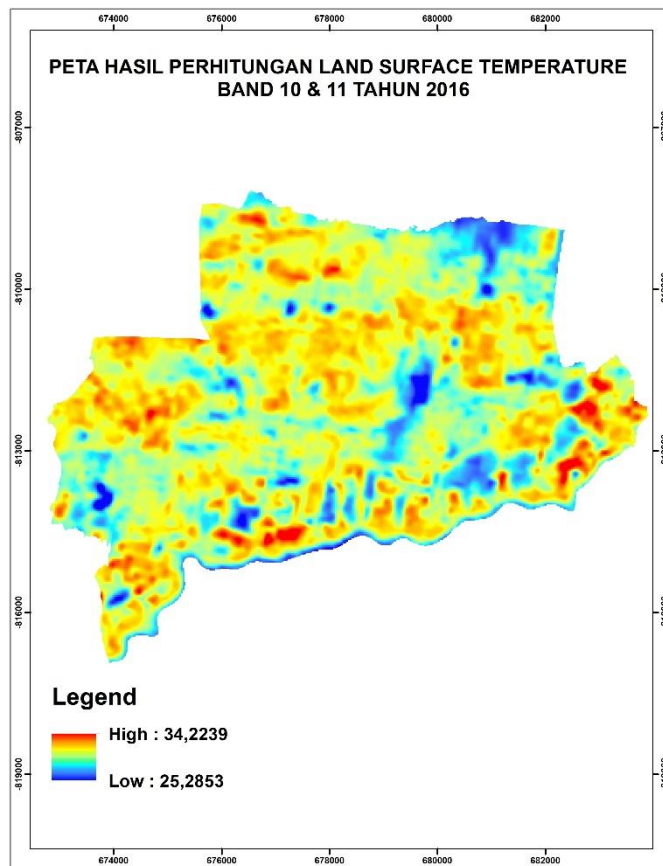 674000 676000 678000 680000 682000
PETA HASIL PERHITUNGAN LAND SURFACE TEMPERATURE
BAND 10 & 11 TAHUN 2016
-807000
-810000
-813000
-816000
-819000
Legend
High : 34,2239
Low : 25,2853
674000 676000 678000 680000 682000